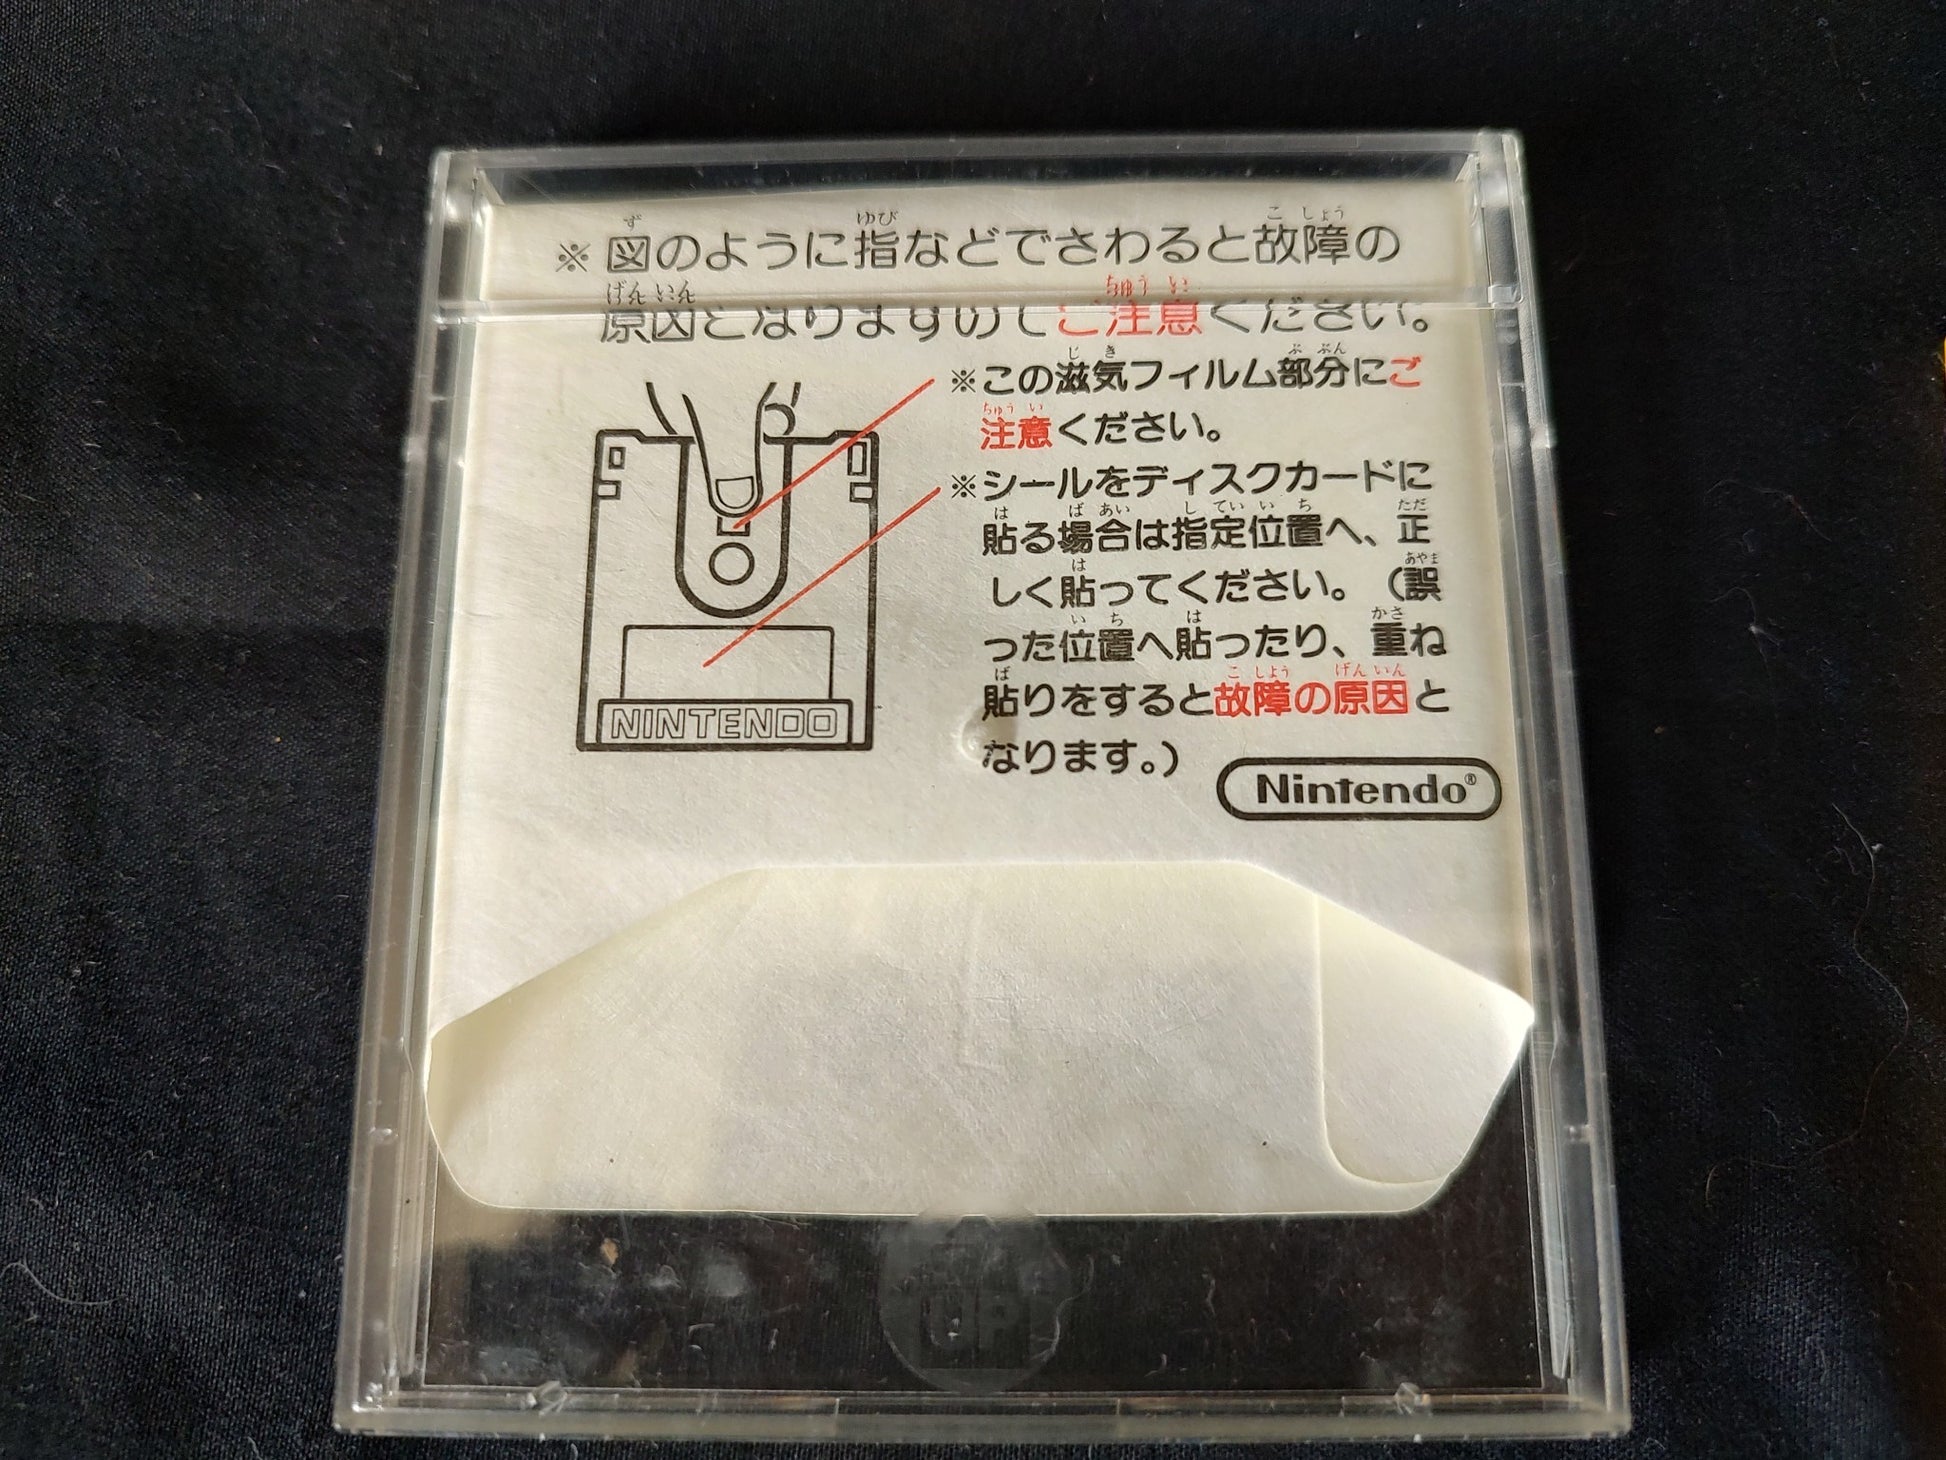 ※図のように指などでさわると故障の
原因となりますのでご注意ください。
※この滋気フィルム部分にご
注意ください。
※シールをディスクカードに
貼る場合は指定位置へ、正
しく貼ってください。(誤
った位置へ貼ったり、重ね
貼りをすると故障の原因と
なります。)
NINTENDO
Nintendo®